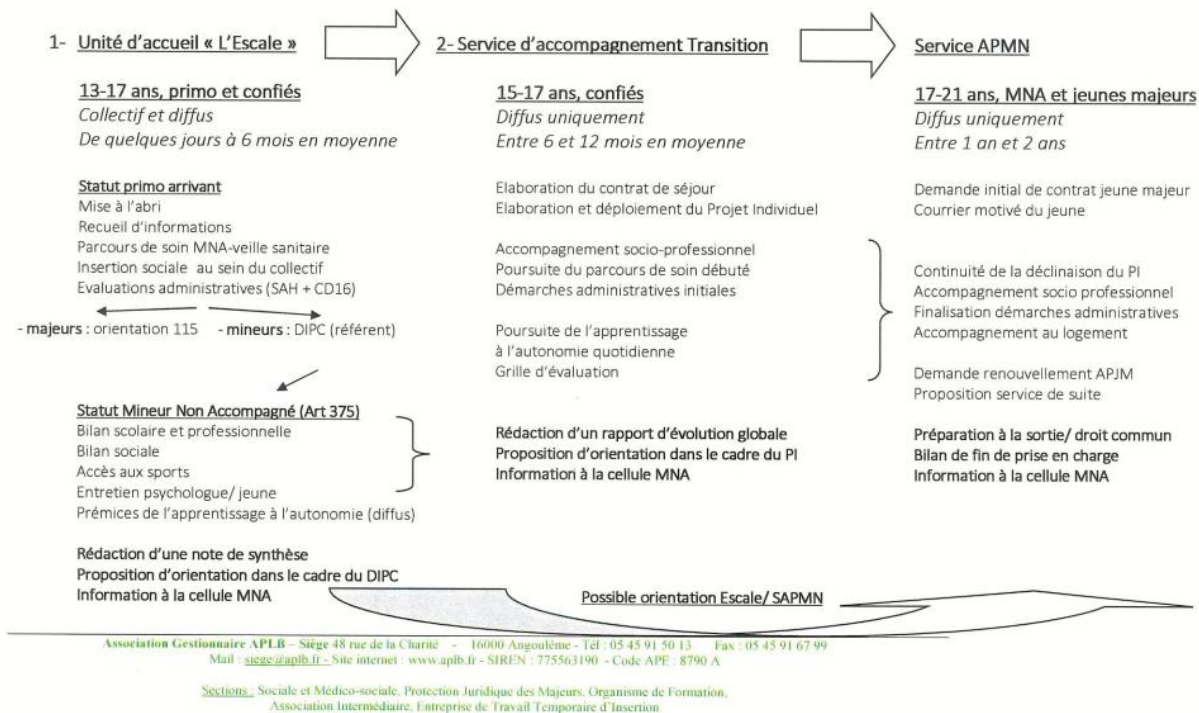 1- Unité d'accueil « L'Escale »
13-17 ans, primo et confiés
Collectif et diffus
De quelques jours à 6 mois en moyenne
Statut primo arrivant
Mise à l'abri
Recueil d'informations
Parcours de soin MNA-veille sanitaire
Insertion sociale au sein du collectif
Evaluations administratives (SAH + CD16)
- majeurs : orientation 115 - mineurs : DIPC (référent)
Statut Mineur Non Accompagné (Art 375)
Bilan scolaire et professionnelle
Bilan sociale
Accès aux sports
Entretien psychologue/ jeune
Prémices de l'apprentissage à l'autonomie (diffus)
Rédaction d'une note de synthèse
Proposition d'orientation dans le cadre du DIPC
Information à la cellule MNA
2- Service d'accompagnement Transition
15-17 ans, confiés
Diffus uniquement
Entre 6 et 12 mois en moyenne
Elaboration du contrat de séjour
Elaboration et déploiement du Projet Individuel
Accompagnement socio-professionnel
Poursuite du parcours de soin débuté
Démarches administratives initiales
Poursuite de l'apprentissage
à l'autonomie quotidienne
Grille d'évaluation
Rédaction d'un rapport d'évolution globale
Proposition d'orientation dans le cadre du PI
Information à la cellule MNA
Service APMN
17-21 ans, MNA et jeunes majeurs
Diffus uniquement
Entre 1 an et 2 ans
Demande initial de contrat jeune majeur
Courrier motivé du jeune
Continuité de la déclinaison du PI
Accompagnement socio professionnel
Finalisation démarches administratives
Accompagnement au logement
Demande renouvellement APJM
Proposition service de suite
Préparation à la sortie/ droit commun
Bilan de fin de prise en charge
Information à la cellule MNA
Possible orientation Escale/ SAPMN
Association Gestionnaire APLB – Siège 48 rue de la Charité - 16000 Angoulême - Tél : 05 45 91 50 13 Fax : 05 45 91 67 99
Mail : siege@aplb.fr - Site internet : www.aplb.fr - SIREN : 775563190 - Code APE : 8790 A
Sections : Sociale et Médico-sociale, Protection Juridique des Majeurs, Organisme de Formation,
Association Intermédiaire, Entreprise de Travail Temporaire d'Insertion